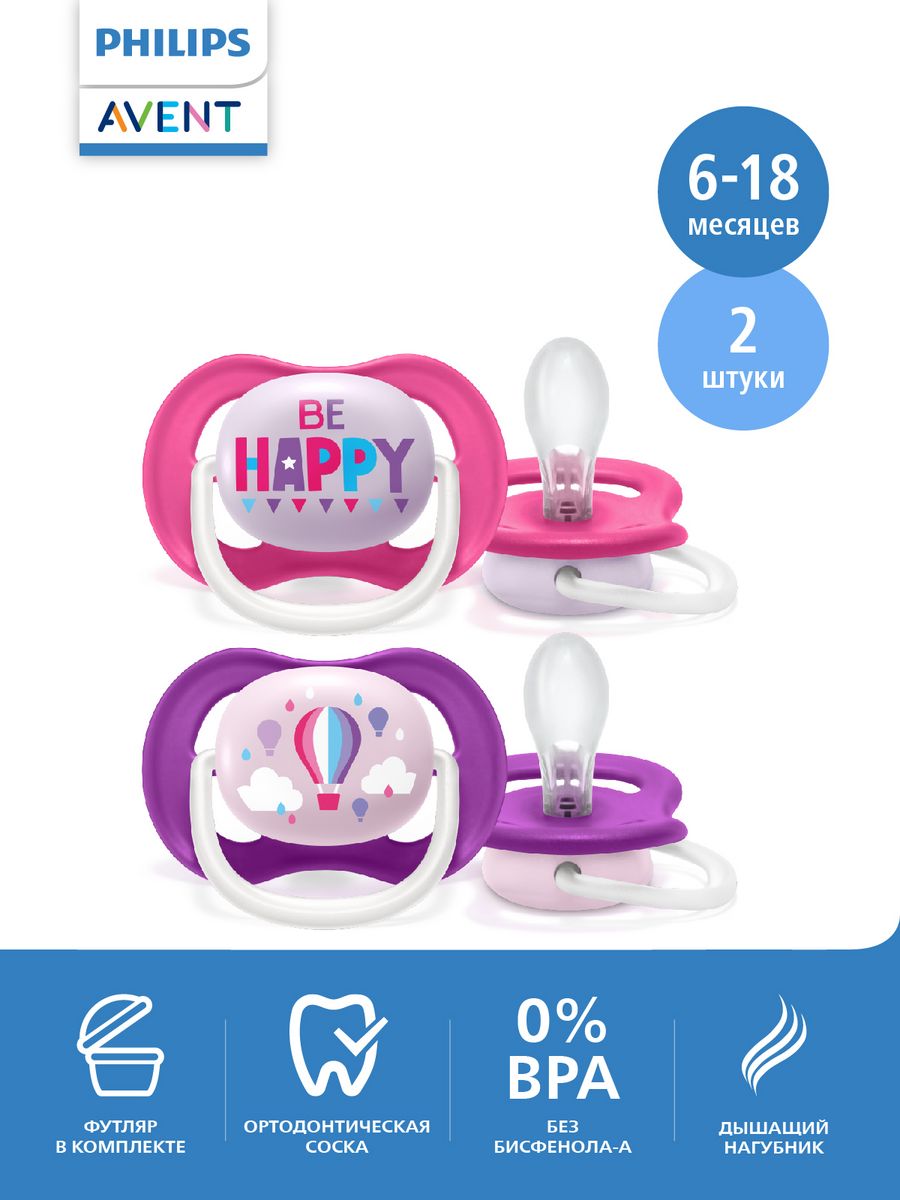 PHILIPS
AVENT
6-18
месяцев
2
штуки
BE
HAPPY
ФУТЛЯР
В КОМПЛЕКТЕ
ОРТОДОНТИЧЕСКАЯ
СОСКА
0%
BPA
БЕЗ
БИСФЕНОЛА-А
ДЫШАЩИЙ
НАГУБНИК